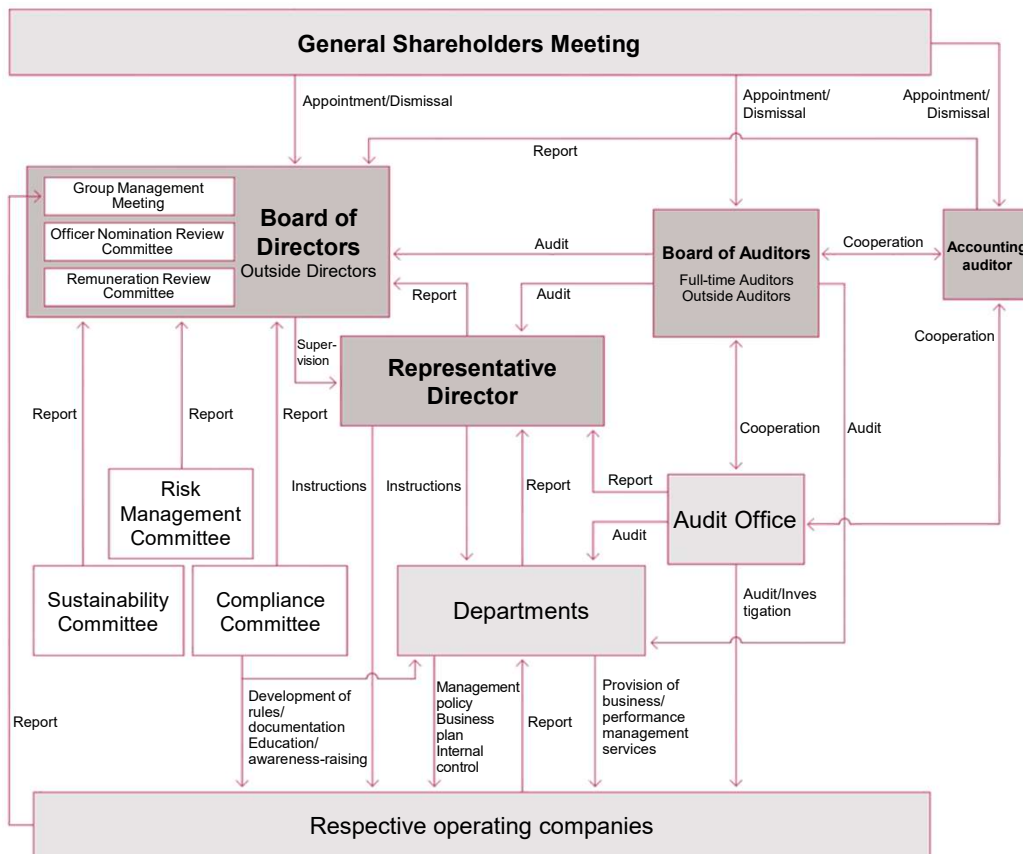 General Shareholders Meeting
Appointment/Dismissal
Appointment/
Dismissal
Appointment/
Dismissal
Report
Group Management
Meeting
Officer Nomination Review
Committee
Remuneration Review
Committee
Board of
Directors
Outside Directors
Audit
Board of Auditors
Full-time Auditors
Outside Auditors
Cooperation
Accounting
auditor
Report
Audit
Super-
vision
Representative
Director
Cooperation
Report
Report
Report
Instructions
Instructions
Report
Report
Cooperation
Audit
Risk
Management
Committee
Audit
Audit Office
Sustainability
Committee
Compliance
Committee
Departments
Audit/Inves
tigation
Report
Development of
rules/
documentation
Education/
awareness-raising
Management
policy
Business
plan
Internal
control
Report
Provision of
business/
performance
management
services
Respective operating companies